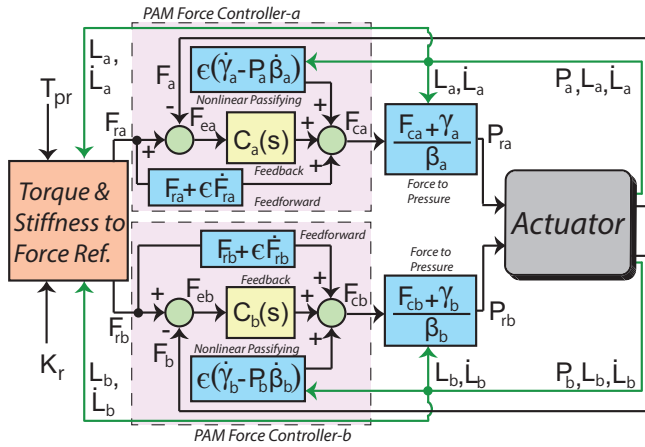 PAM Force Controller-a
L_a,
L̇_a
T_pr
F_a
ϵ(γ̇_a-P_aβ̇_a)
Nonlinear Passifying
L_a,L̇_a
P_a,L_a,L̇_a
F_ra
-
+
F_ea
C_a(s)
Feedback
+
+
+
F_ca
F_ca+γ_a
β_a
P_ra
Force to
Pressure
F_ra+ϵḞ_ra
Feedforward
Torque &
Stiffness to
Force Ref.
Actuator
F_rb+ϵḞ_rb
Feedforward
Force to
Pressure
F_rb
+
-
F_eb
Feedback
C_b(s)
+
+
+
F_cb
F_cb+γ_b
β_b
P_rb
F_b
Nonlinear Passifying
ϵ(γ̇_b-P_bβ̇_b)
K_r
L_b,
L̇_b
L_b,L̇_b
P_b,L_b,L̇_b
PAM Force Controller-b